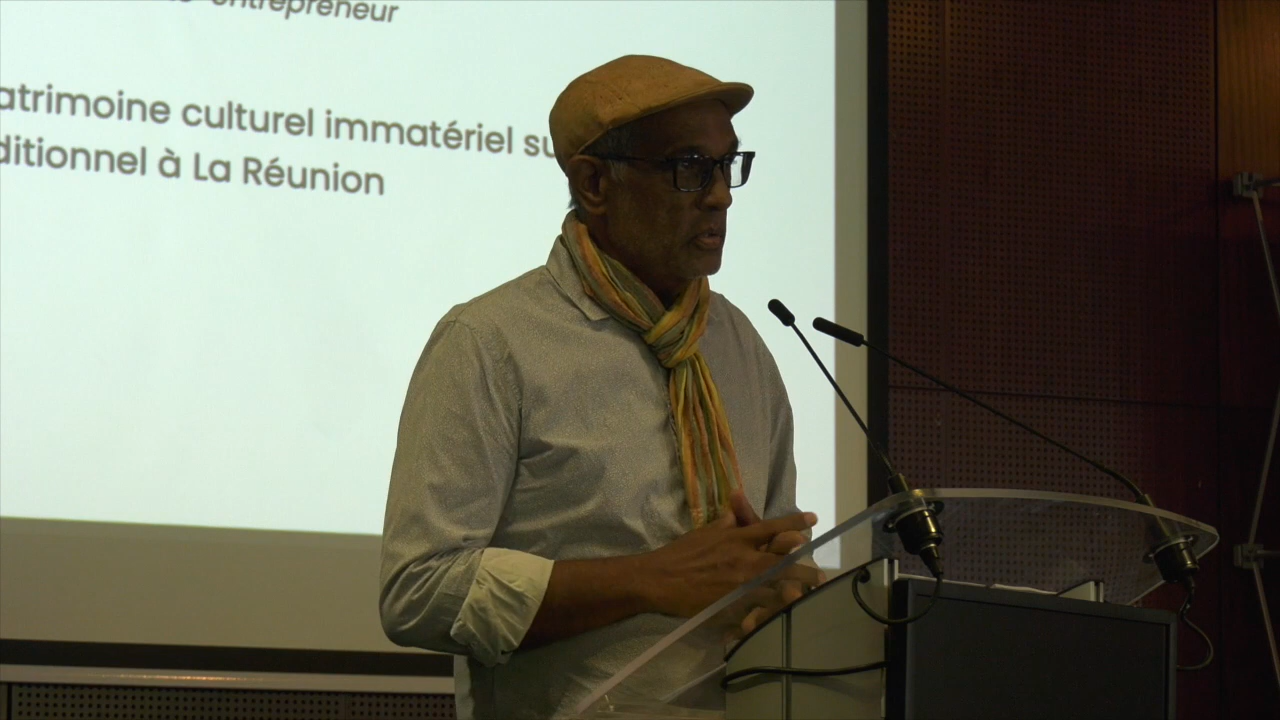 entrepreneur
atrimoine culturel immatériel su
ditionnel à La Réunion